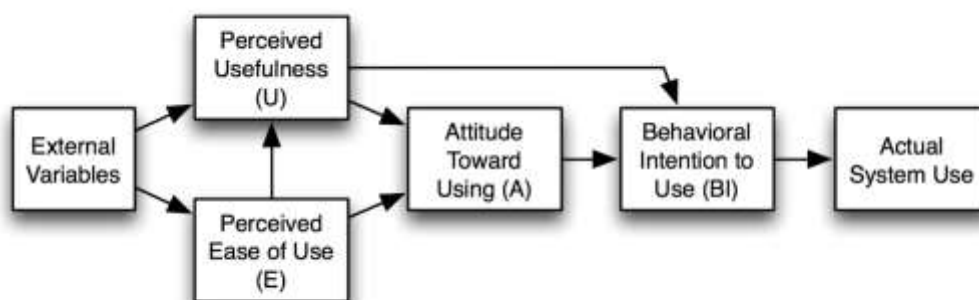 Perceived
Usefulness
(U)
External
Variables
Perceived
Ease of Use
(E)
Attitude
Toward
Using (A)
Behavioral
Intention to
Use (BI)
Actual
System Use